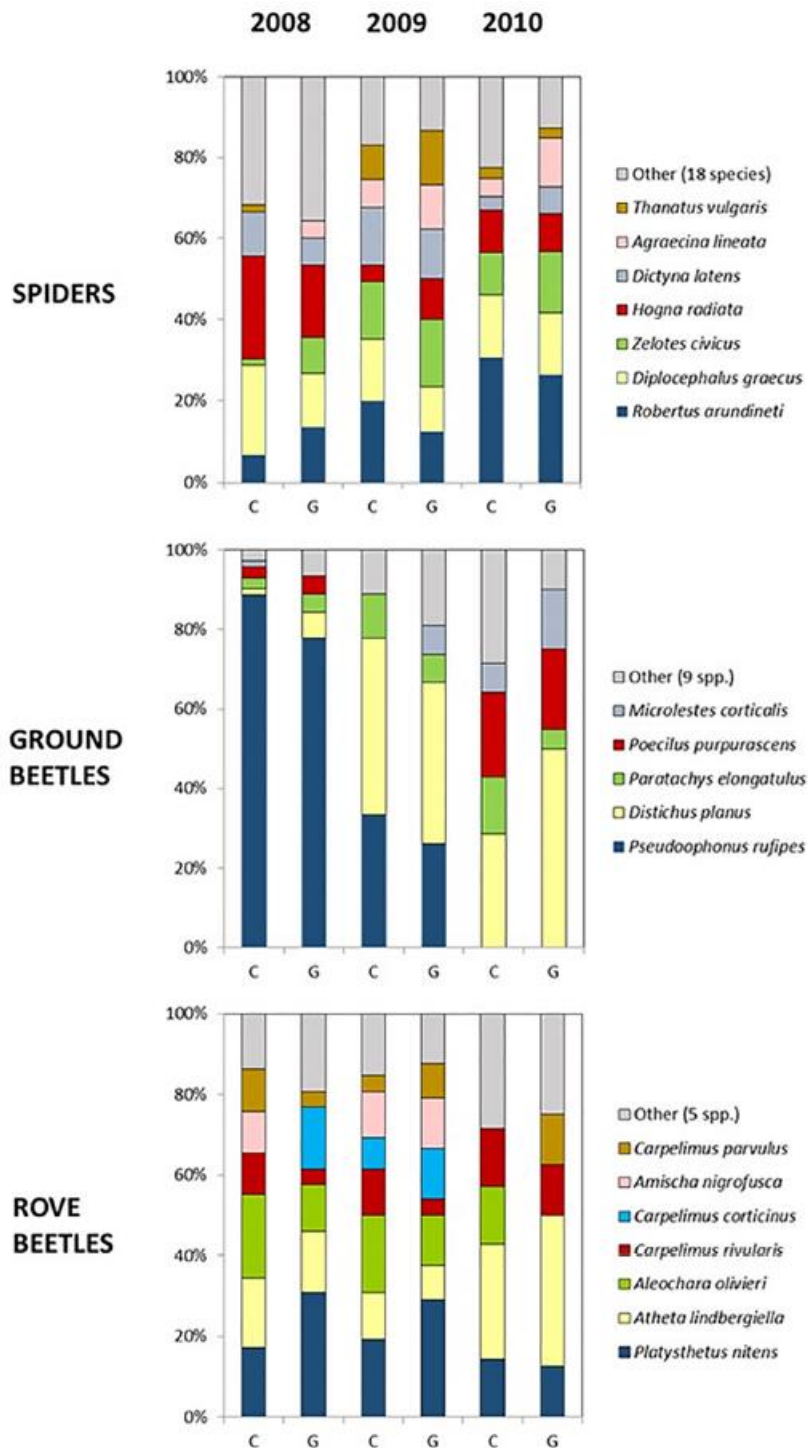 2008 2009 2010
SPIDERS
100%
80%
60%
40%
20%
0%
C G C G C G
Other (18 species)
Thanatus vulgaris
Agraecina lineata
Dictyna latens
Hogna radiata
Zelotes civicus
Diplocephalus graecus
Robertus arundineti
GROUND
BEETLES
100%
80%
60%
40%
20%
0%
C G C G C G
Other (9 spp.)
Microlestes corticalis
Poecilus purpurascens
Paratachys elongatulus
Distichus planus
Pseudoophonus rufipes
ROVE
BEETLES
100%
80%
60%
40%
20%
0%
C G C G C G
Other (5 spp.)
Carpelimus parvulus
Amischa nigrofusca
Carpelimus corticinus
Carpelimus rivularis
Aleochara olivieri
Atheta lindbergiella
Platysthetus nitens